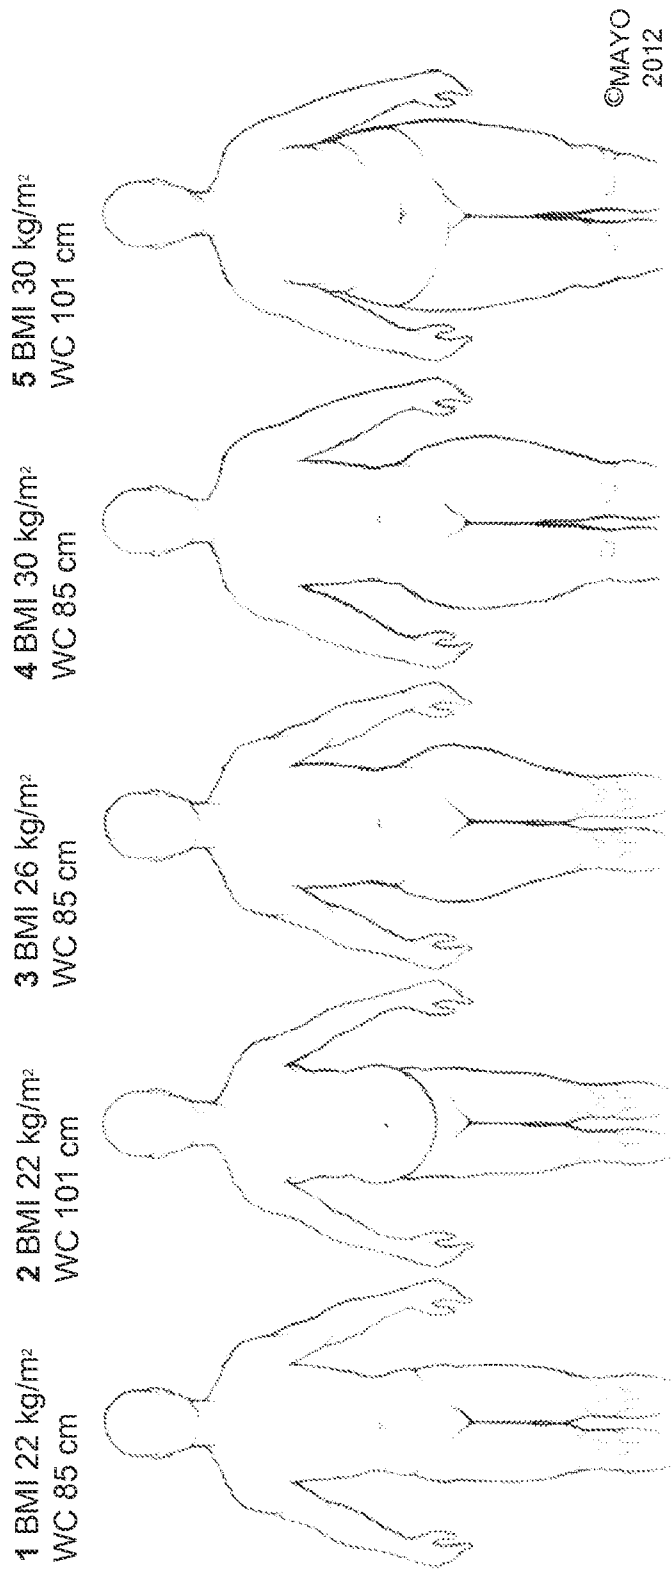 1 BMI 22 kg/m²
WC 85 cm
2 BMI 22 kg/m²
WC 101 cm
3 BMI 26 kg/m²
WC 85 cm
4 BMI 30 kg/m²
WC 85 cm
5 BMI 30 kg/m²
WC 101 cm
©MAYO
2012